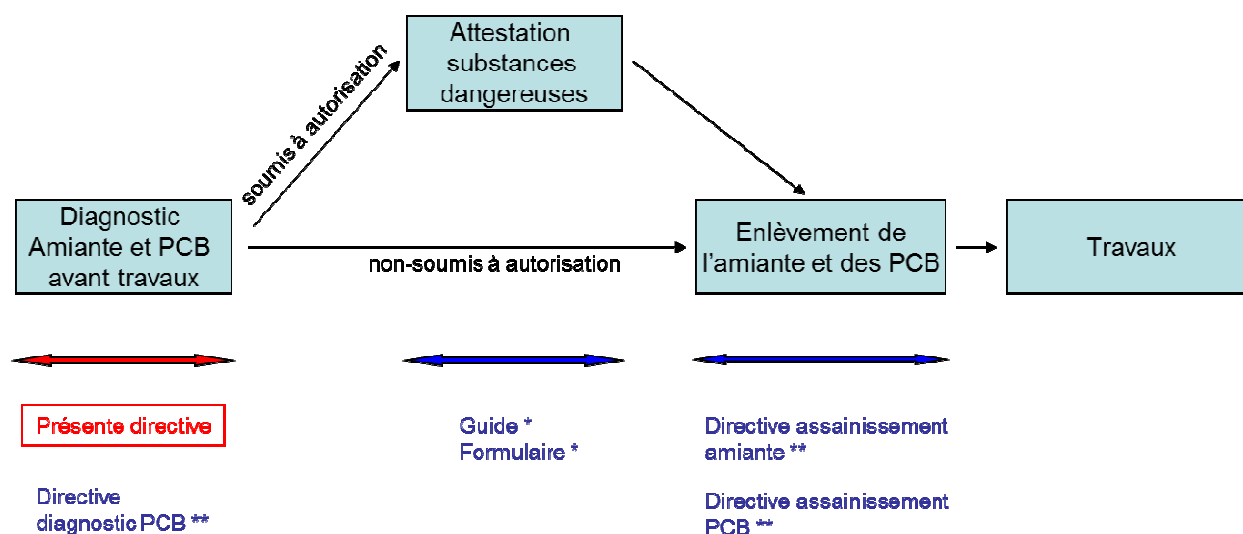 Attestation
substances
dangereuses
soumis à autorisation
Diagnostic
Amiante et PCB
avant travaux
non-soumis à autorisation
Enlèvement de
l'amiante et des PCB
Travaux
Présente directive
Directive
diagnostic PCB **
Guide *
Formulaire *
Directive assainissement
amiante **
Directive assainissement
PCB **